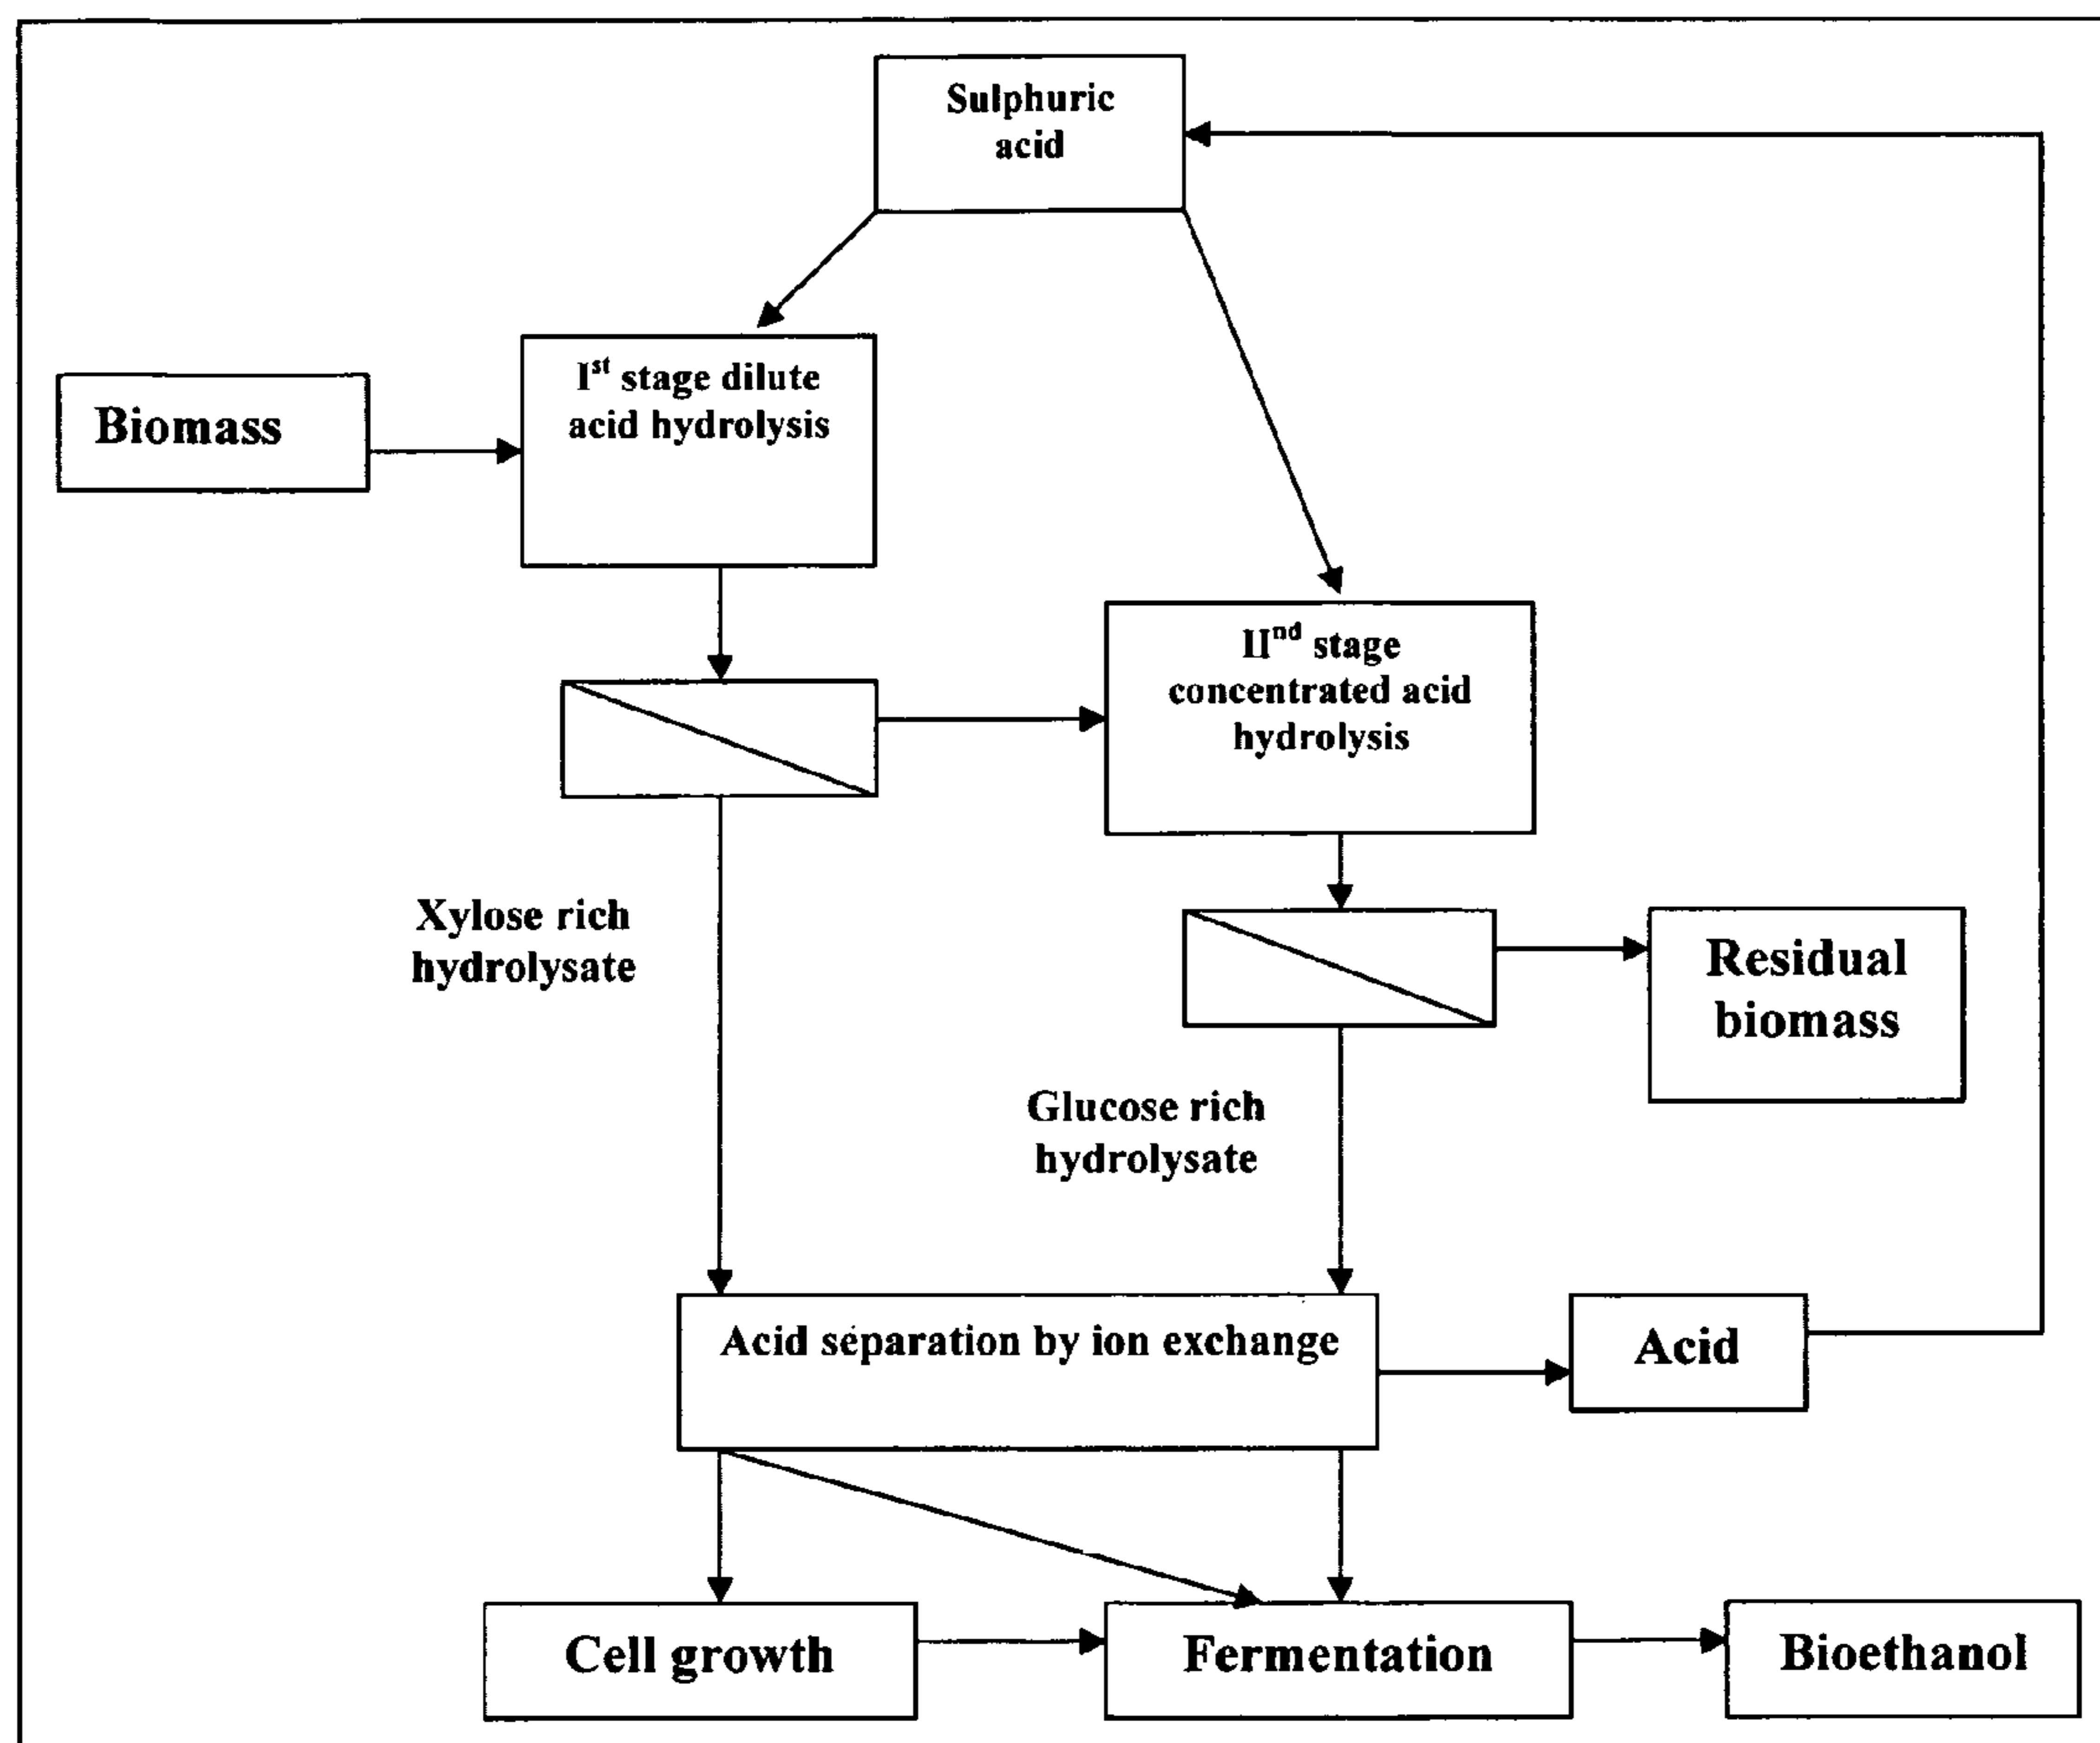 Sulphuric
acid
Ist stage dilute
acid hydrolysis
Biomass
IInd stage
concentrated acid
hydrolysis
Xylose rich
hydrolysate
Residual
biomass
Glucose rich
hydrolysate
Acid separation by ion exchange
Acid
Cell growth
Fermentation
Bioethanol